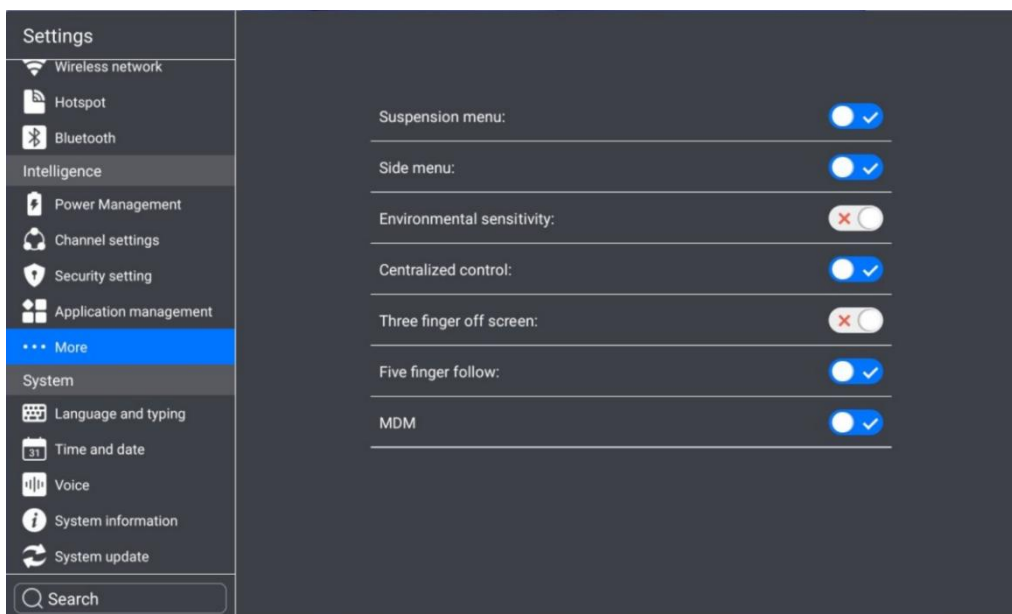 Settings
Wireless network
Hotspot
Bluetooth
Intelligence
Power Management
Channel settings
Security setting
Application management
More
System
Language and typing
31
Time and date
Voice
System information
System update
Search
Suspension menu:
Side menu:
Environmental sensitivity:
Centralized control:
Three finger off screen:
Five finger follow:
MDM